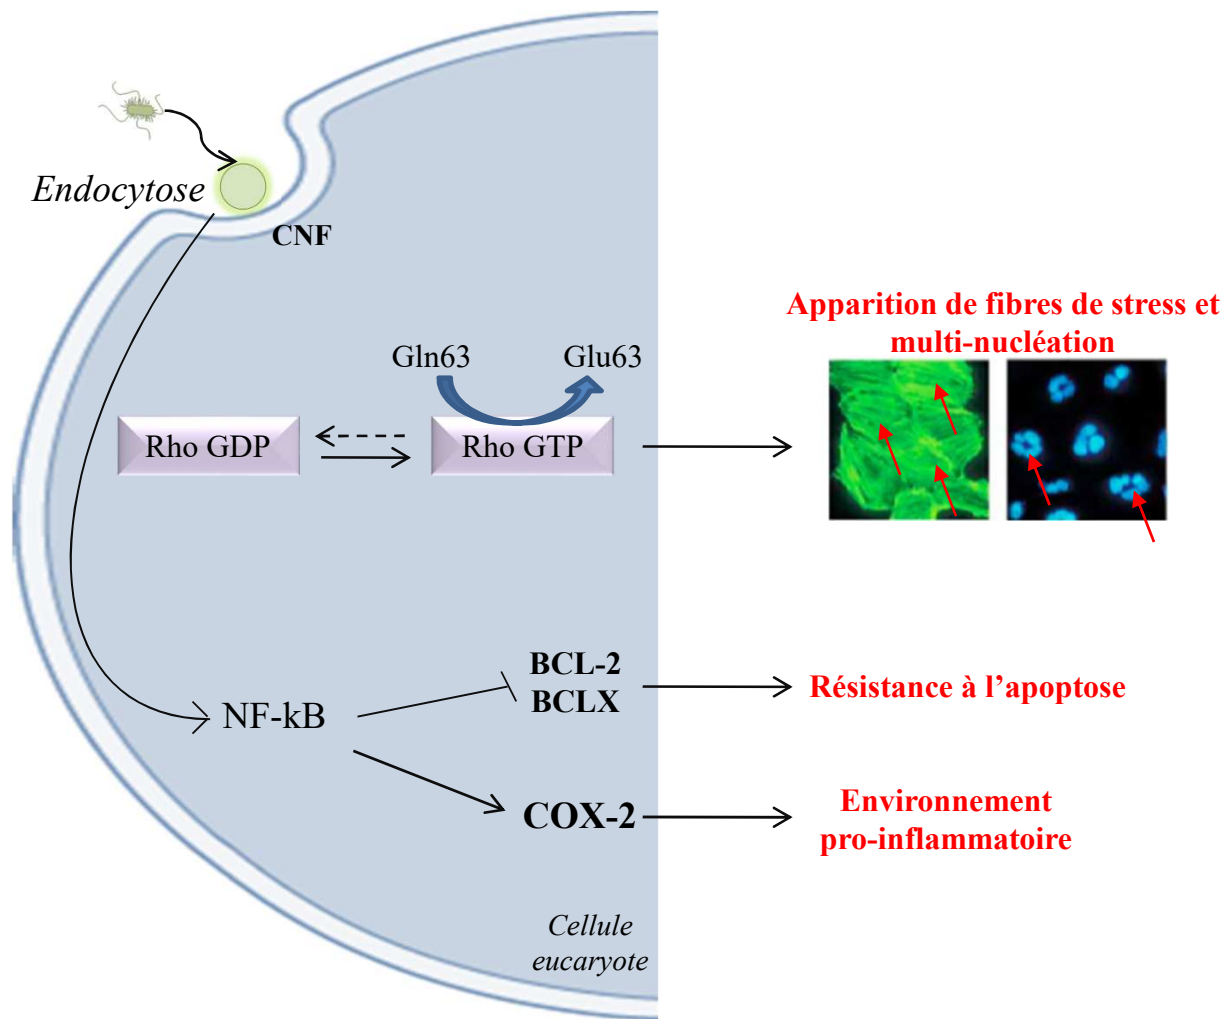 Endocytose
CNF
Apparition de fibres de stress et
multi-nucléation
Gln63
Glu63
Rho GDP
Rho GTP
BCL-2
BCLX
Résistance à l’apoptose
NF-kB
COX-2
Environnement
pro-inflammatoire
Cellule
eucaryote